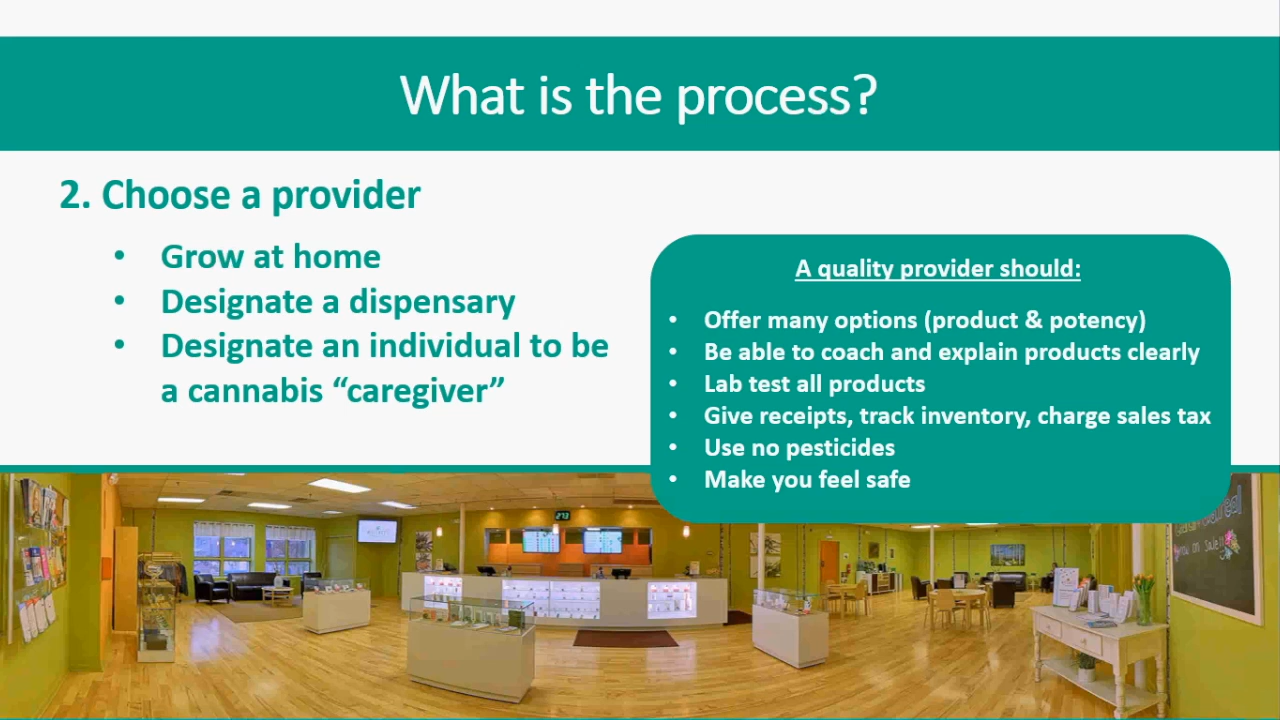 What is the process?
2. Choose a provider
• Grow at home
• Designate a dispensary
• Designate an individual to be
a cannabis “caregiver”
A quality provider should:
• Offer many options (product & potency)
• Be able to coach and explain products clearly
• Lab test all products
• Give receipts, track inventory, charge sales tax
• Use no pesticides
• Make you feel safe
273